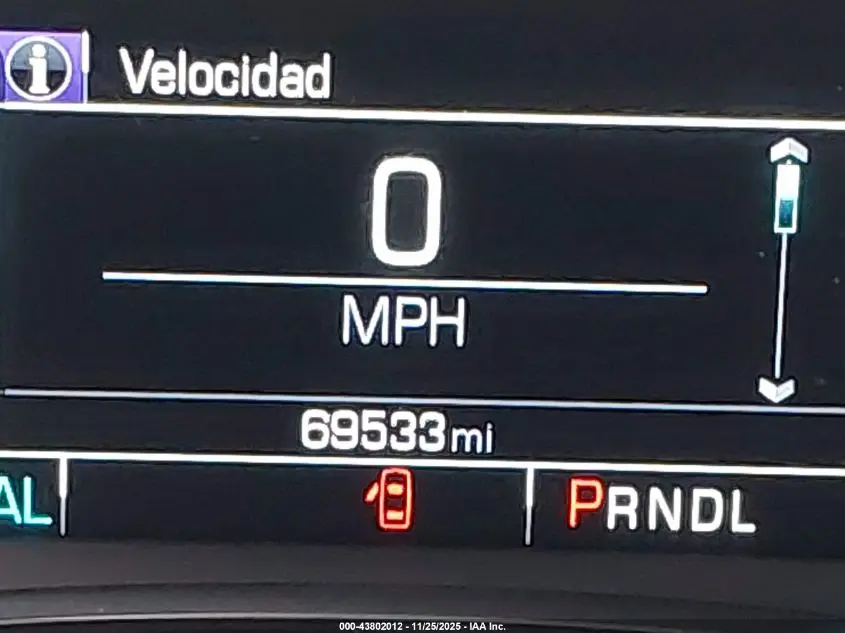 i Velocidad
0
MPH
69533 mi
AL PRNDL
000-43802012 - 11/25/2025 - IAA Inc.